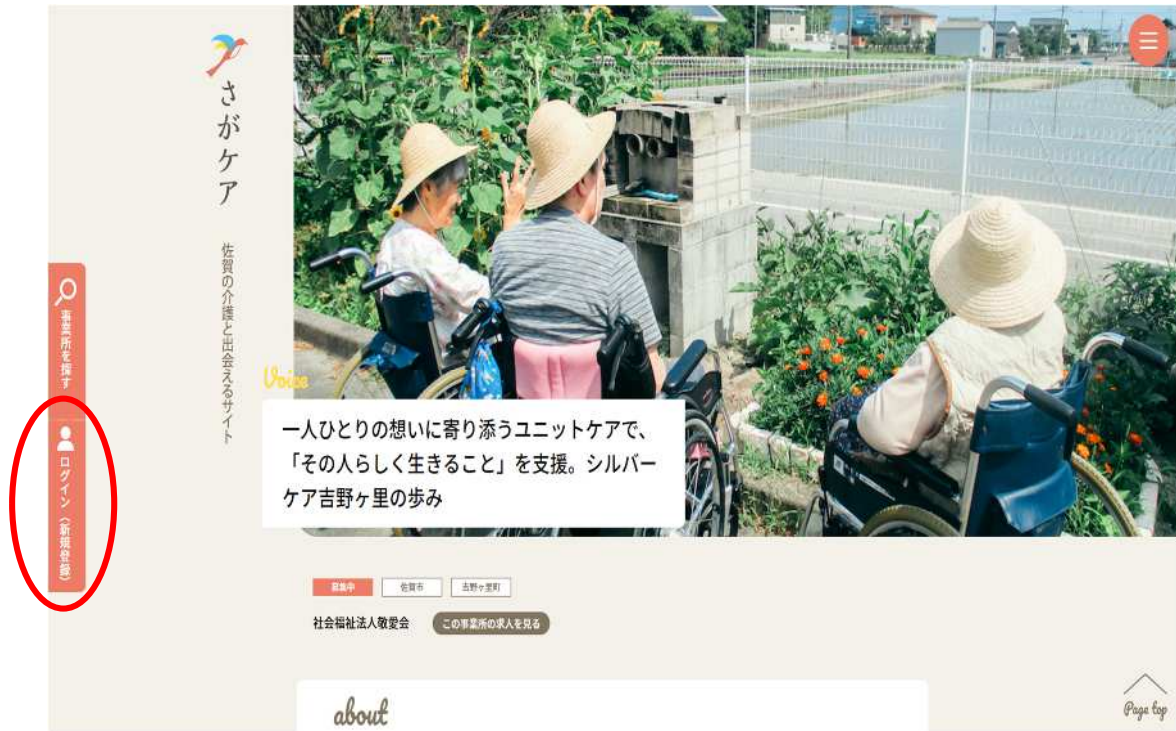 さがケア
佐賀の介護と出会えるサイト
事業所を探す
ログイン（新規登録）
Voice
一人ひとりの想いに寄り添うユニットケアで、
「その人らしく生きること」を支援。シルバー
ケア吉野ヶ里の歩み
募集中
佐賀市
吉野ヶ里町
社会福祉法人敬愛会
この事業所の求人を見る
about
Page top